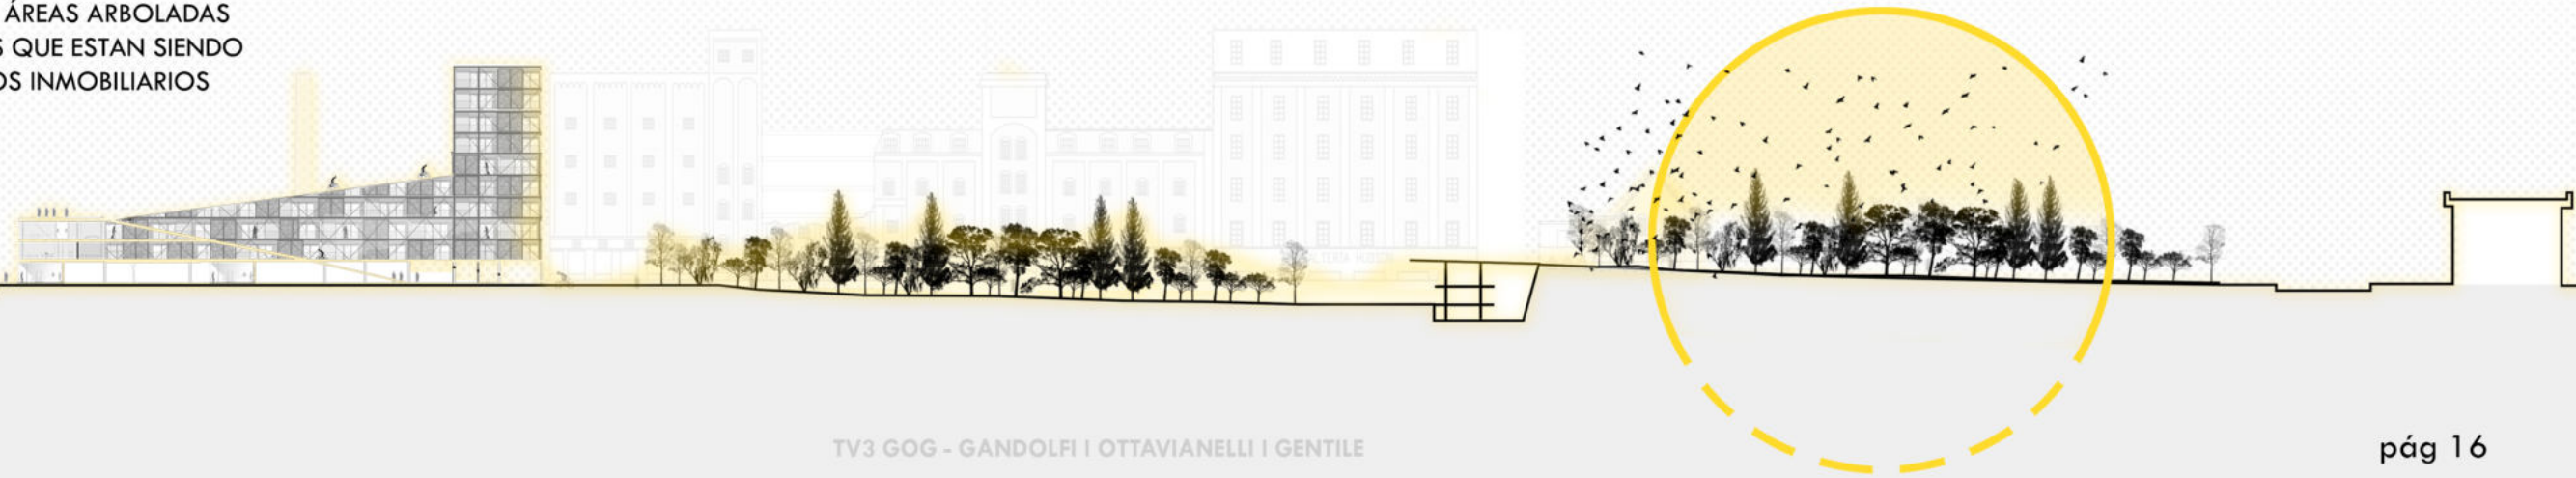 ÁREAS ARBOLADAS
S QUE ESTAN SIENDO
OS INMOBILIARIOS
TV3 GOG - GANDOLFI I OTTAVIANELLI I GENTILE
pág 16